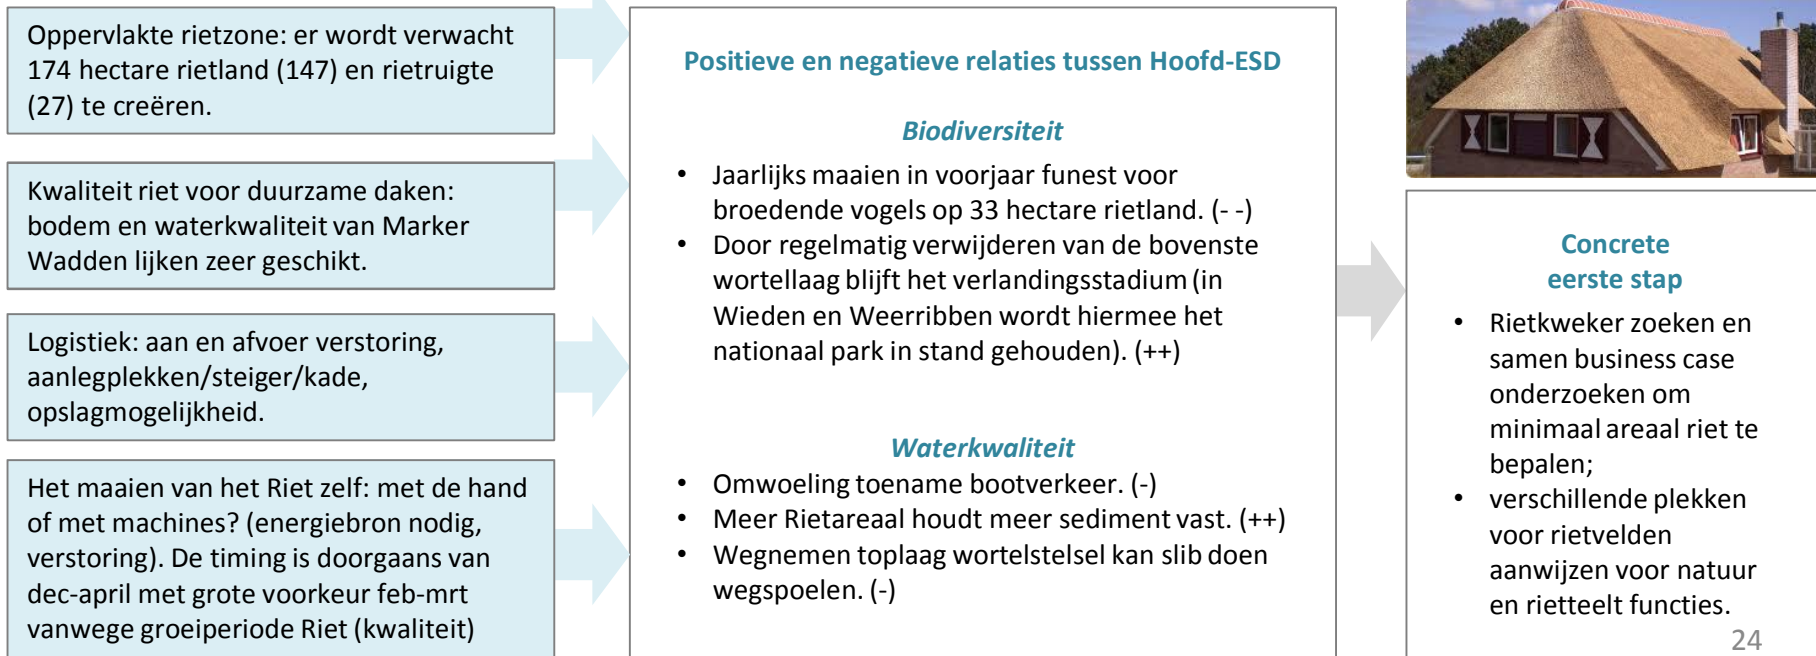 Oppervlakte rietzone: er wordt verwacht
174 hectare rietland (147) en rietruigte
(27) te creëren.
Kwaliteit riet voor duurzame daken:
bodem en waterkwaliteit van Marker
Wadden lijken zeer geschikt.
Logistiek: aan en afvoer verstoring,
aanlegplekken/steiger/kade,
opslagmogelijkheid.
Het maaien van het Riet zelf: met de hand
of met machines? (energiebron nodig,
verstoring). De timing is doorgaans van
dec-april met grote voorkeur feb-mrt
vanwege groeiperiode Riet (kwaliteit)
Positieve en negatieve relaties tussen Hoofd-ESD
Biodiversiteit
• Jaarlijks maaien in voorjaar funest voor
broedende vogels op 33 hectare rietland. (- -)
• Door regelmatig verwijderen van de bovenste
wortellaag blijft het verlandingsstadium (in
Wieden en Weerribben wordt hiermee het
nationaal park in stand gehouden). (++)
Waterkwaliteit
• Omwoeling toename bootverkeer. (-)
• Meer Rietareaal houdt meer sediment vast. (++)
• Wegnemen toplaag wortelstelsel kan slib doen
wegspoelen. (-)
Concrete
eerste stap
• Rietkweker zoeken en
samen business case
onderzoeken om
minimaal areaal riet te
bepalen;
• verschillende plekken
voor rietvelden
aanwijzen voor natuur
en rietteelt functies.
24